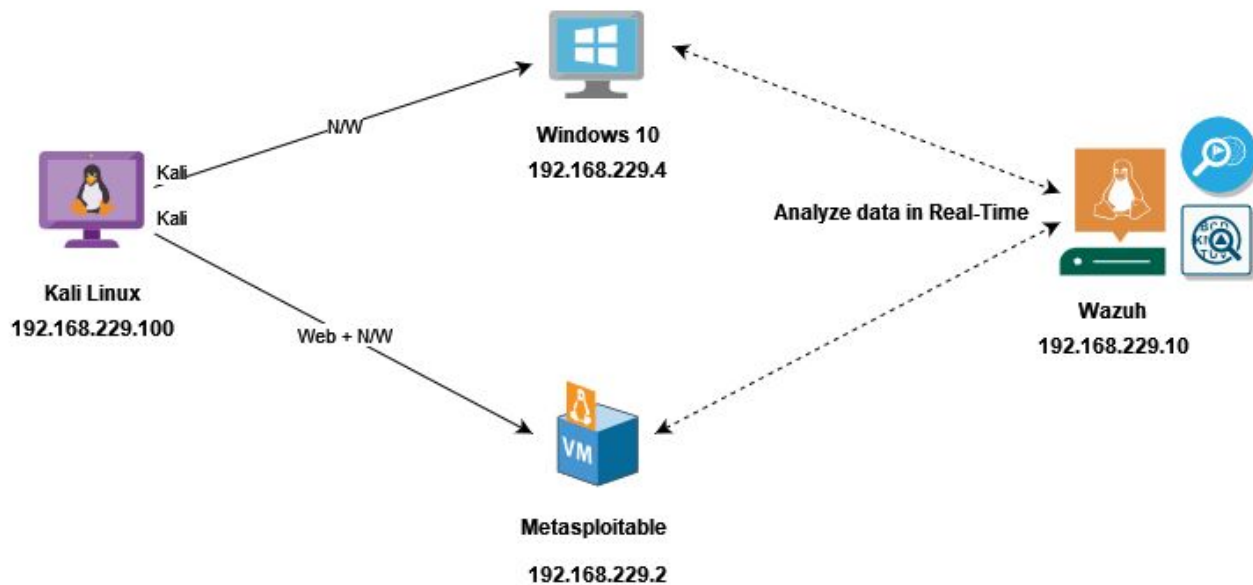 N/W
Windows 10
192.168.229.4
Kali
Kali
Analyze data in Real-Time
Kali Linux
192.168.229.100
Web + N/W
Wazuh
192.168.229.10
VM
Metasploitable
192.168.229.2